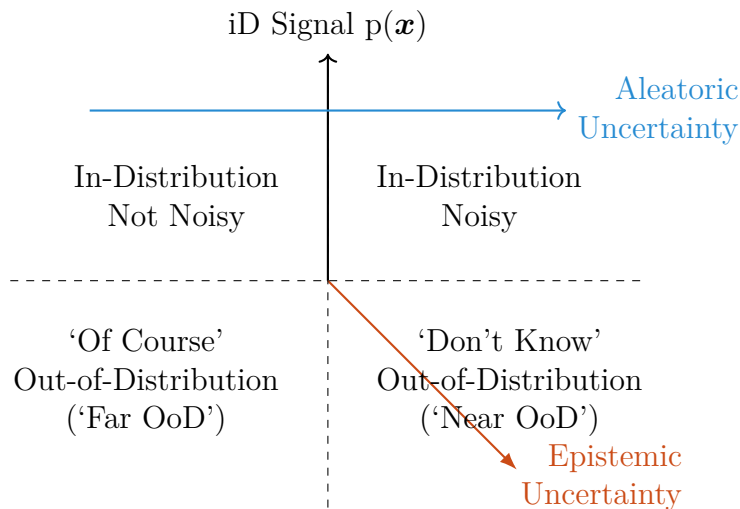 iD Signal p(𝒙)
Aleatoric
Uncertainty
In-Distribution
Not Noisy
In-Distribution
Noisy
‘Of Course’
Out-of-Distribution
(‘Far OoD’)
‘Don't Know’
Out-of-Distribution
(‘Near OoD’)
Epistemic
Uncertainty